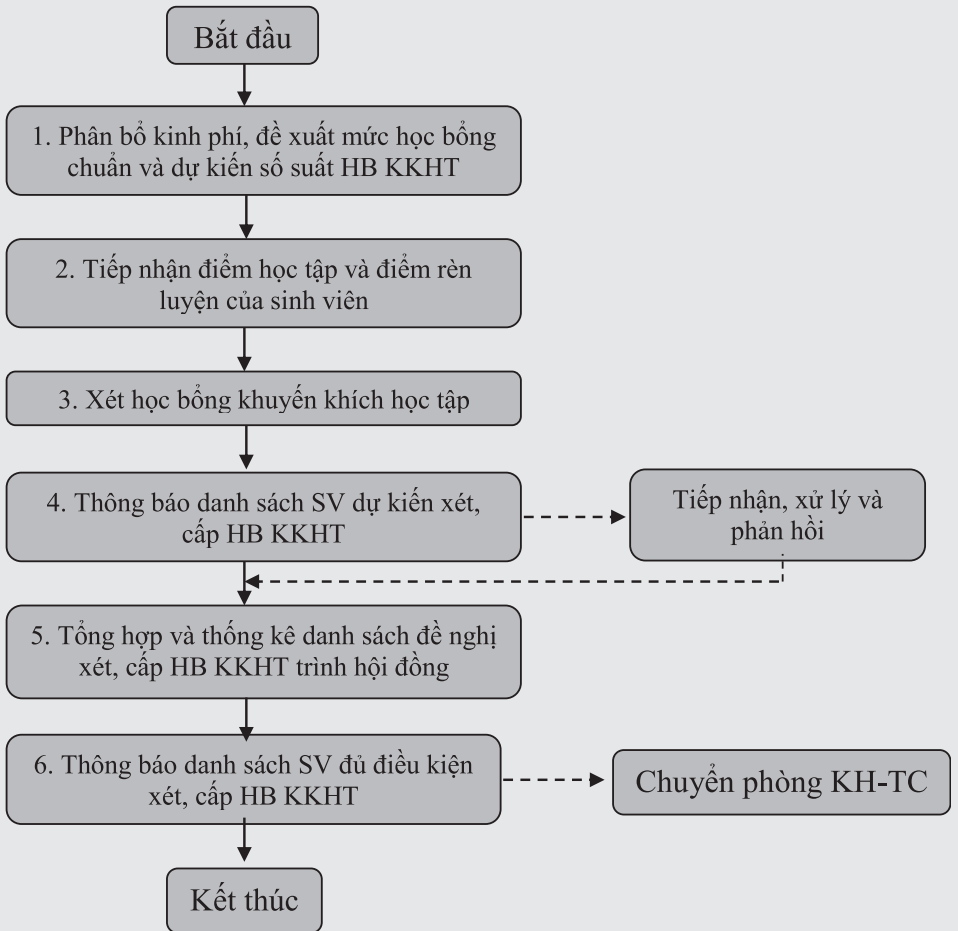 Bắt đầu
1. Phân bổ kinh phí, đề xuất mức học bổng
chuẩn và dự kiến số suất HB KKHT
2. Tiếp nhận điểm học tập và điểm rèn
luyện của sinh viên
3. Xét học bổng khuyến khích học tập
4. Thông báo danh sách SV dự kiến xét,
cấp HB KKHT
Tiếp nhận, xử lý và
phản hồi
5. Tổng hợp và thống kê danh sách đề nghị
xét, cấp HB KKHT trình hội đồng
6. Thông báo danh sách SV đủ điều kiện
xét, cấp HB KKHT
Chuyển phòng KH-TC
Kết thúc